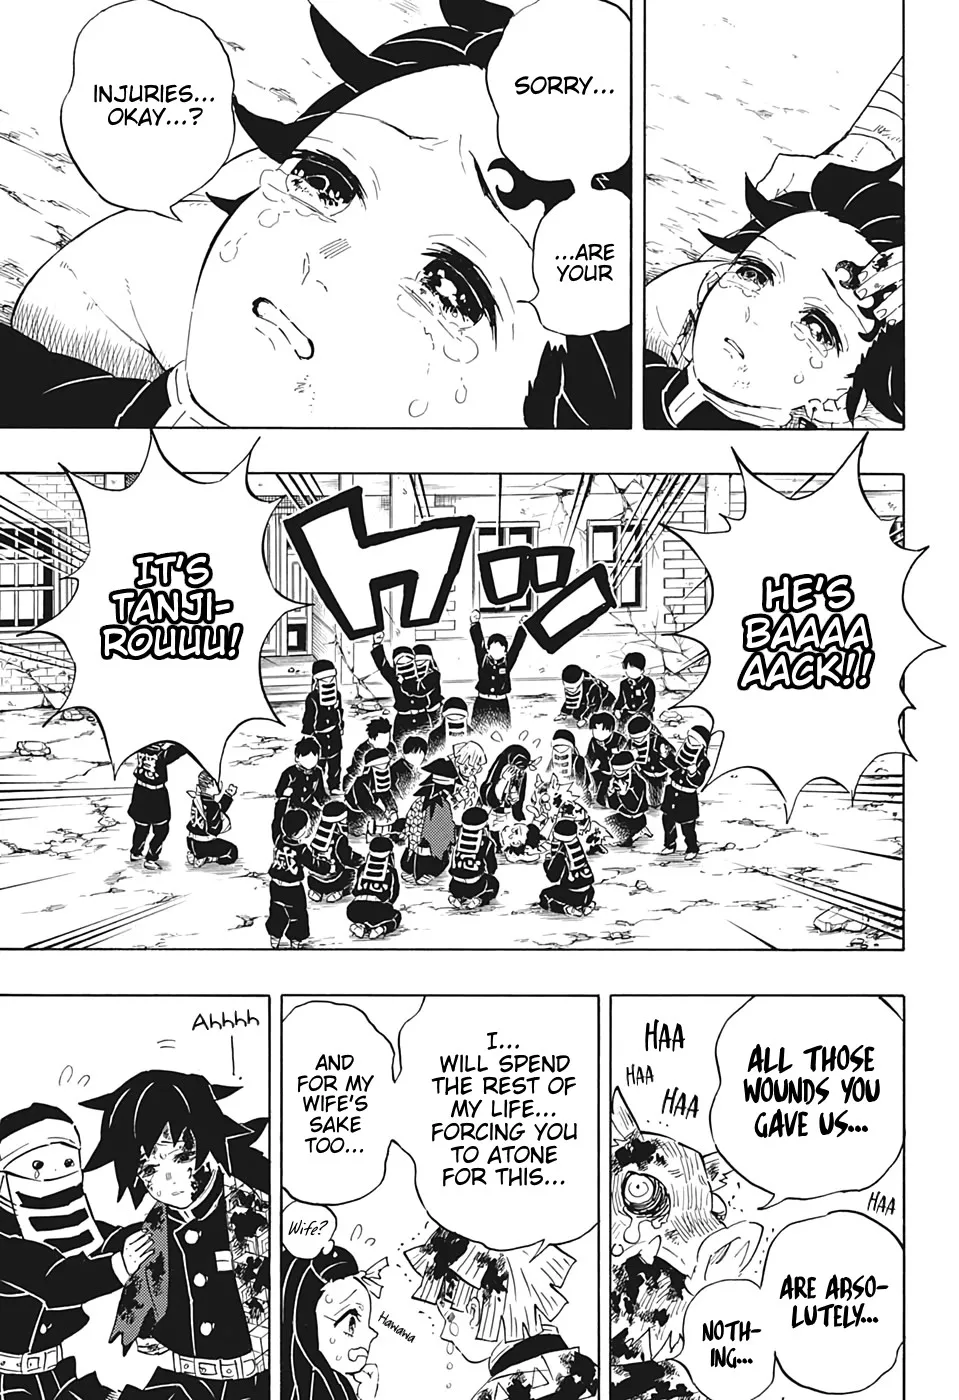 SORRY...
...ARE
YOUR
INJURIES...
OKAY...?
HE'S
BAAAA
AACK!!
ドッ
IT'S
TANJI-
ROUUU!
ALL THOSE
WOUNDS YOU
GAVE US...
HAA
HAA
HAA
HAA
ARE ABSO-
LUTELY...
NOTH-
ING...
I...
WILL SPEND
THE REST OF
MY LIFE...
FORCING YOU
TO ATONE
FOR THIS...
AND
FOR MY
WIFE'S
SAKE
TOO...
Wife?
Hawawa
Ahhhh